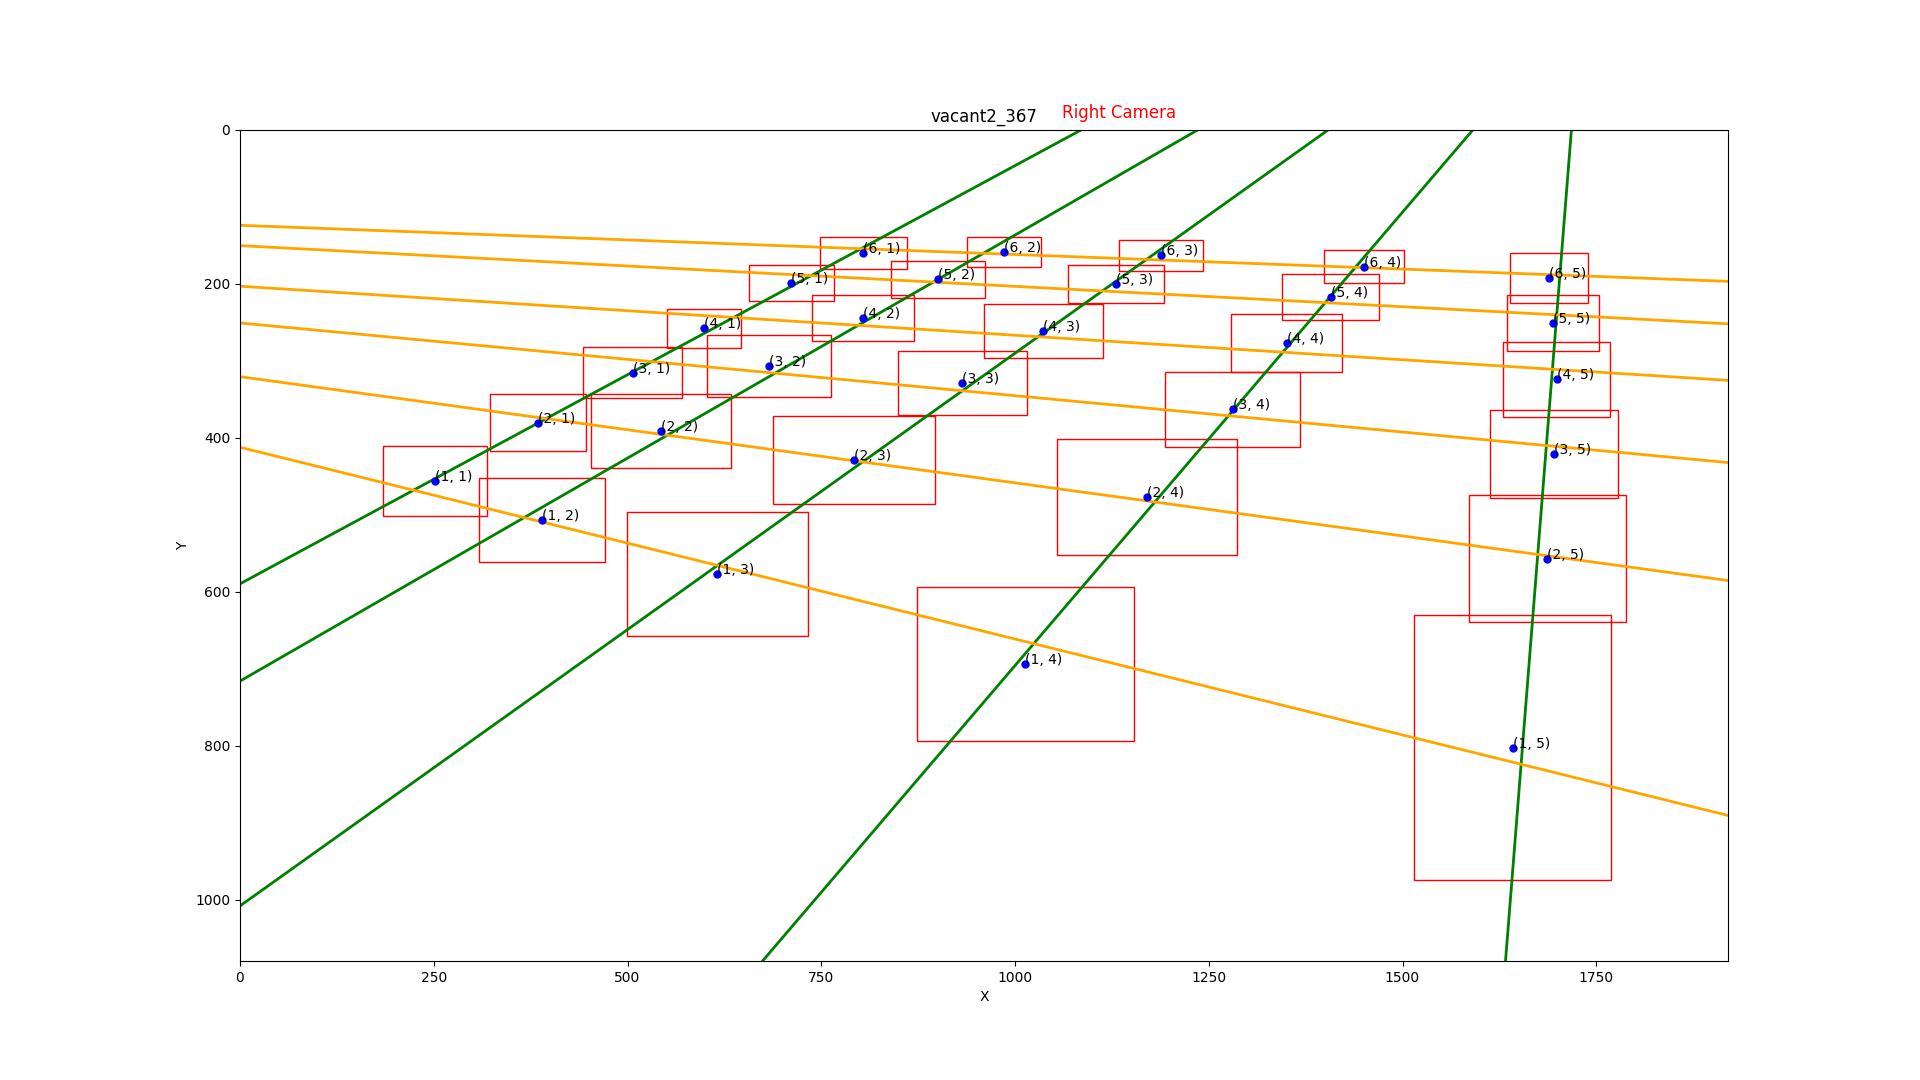 vacant2_367 Right Camera
0
(6, 1) (6, 2) (6, 3) (6, 4) (6, 5)
200
(5, 1) (5, 2) (5, 3) (5, 4) (5, 5)
(4, 1) (4, 2) (4, 3) (4, 4) (4, 5)
(3, 1) (3, 2) (3, 3) (3, 4) (3, 5)
400
(2, 1) (2, 2) (2, 3) (2, 4) (2, 5)
(1, 1) (1, 2) (1, 3) (1, 4) (1, 5)
Y
600
800
1000
0 250 500 750 1000 1250 1500 1750
X